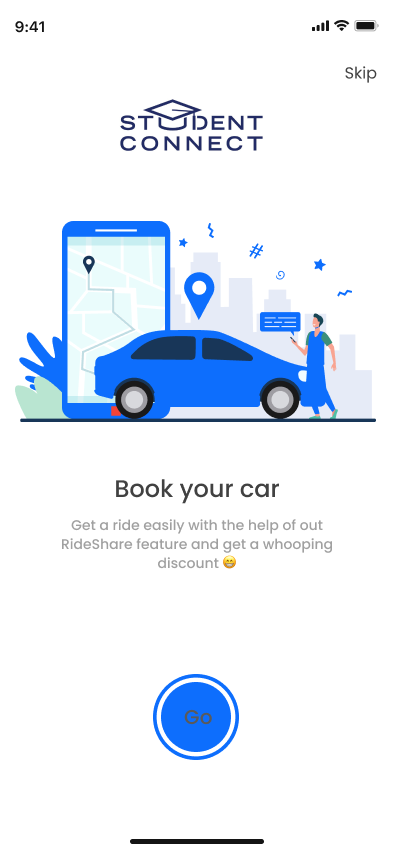 9:41
Skip
STUDENT
CONNECT
#
Book your car
Get a ride easily with the help of out
RideShare feature and get a whooping
discount 😁
Go